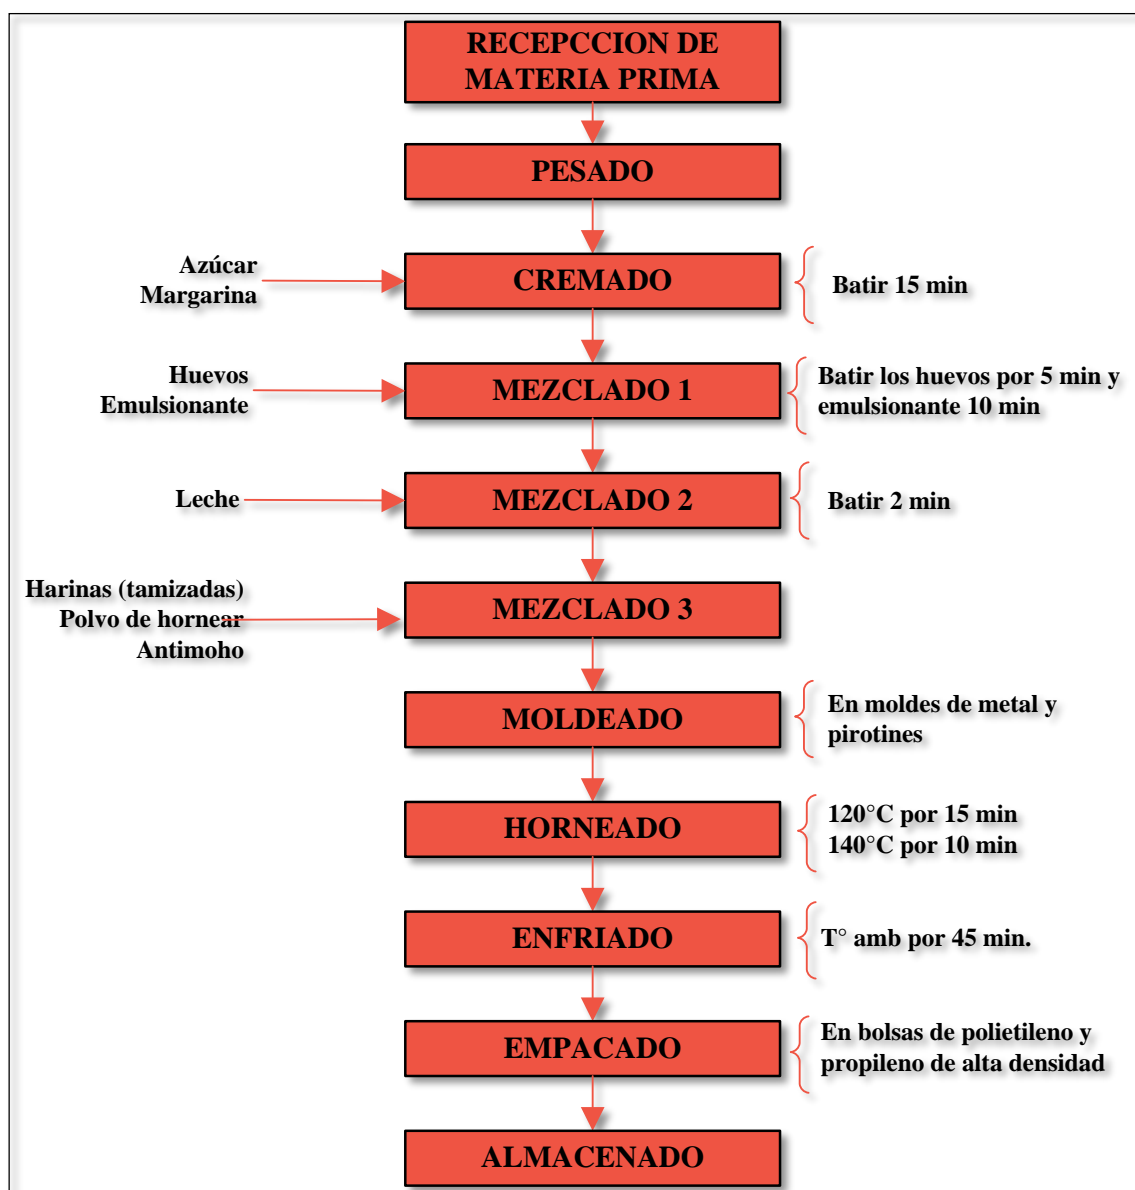 RECEPCCION DE
MATERIA PRIMA
PESADO
Azúcar
Margarina
CREMADO
Batir 15 min
Huevos
Emulsionante
MEZCLADO 1
Batir los huevos por 5 min y
emulsionante 10 min
Leche
MEZCLADO 2
Batir 2 min
Harinas (tamizadas)
Polvo de hornear
Antimoho
MEZCLADO 3
MOLDEADO
En moldes de metal y
pirotines
HORNEADO
120°C por 15 min
140°C por 10 min
ENFRIADO
T° amb por 45 min.
EMPACADO
En bolsas de polietileno y
propileno de alta densidad
ALMACENADO